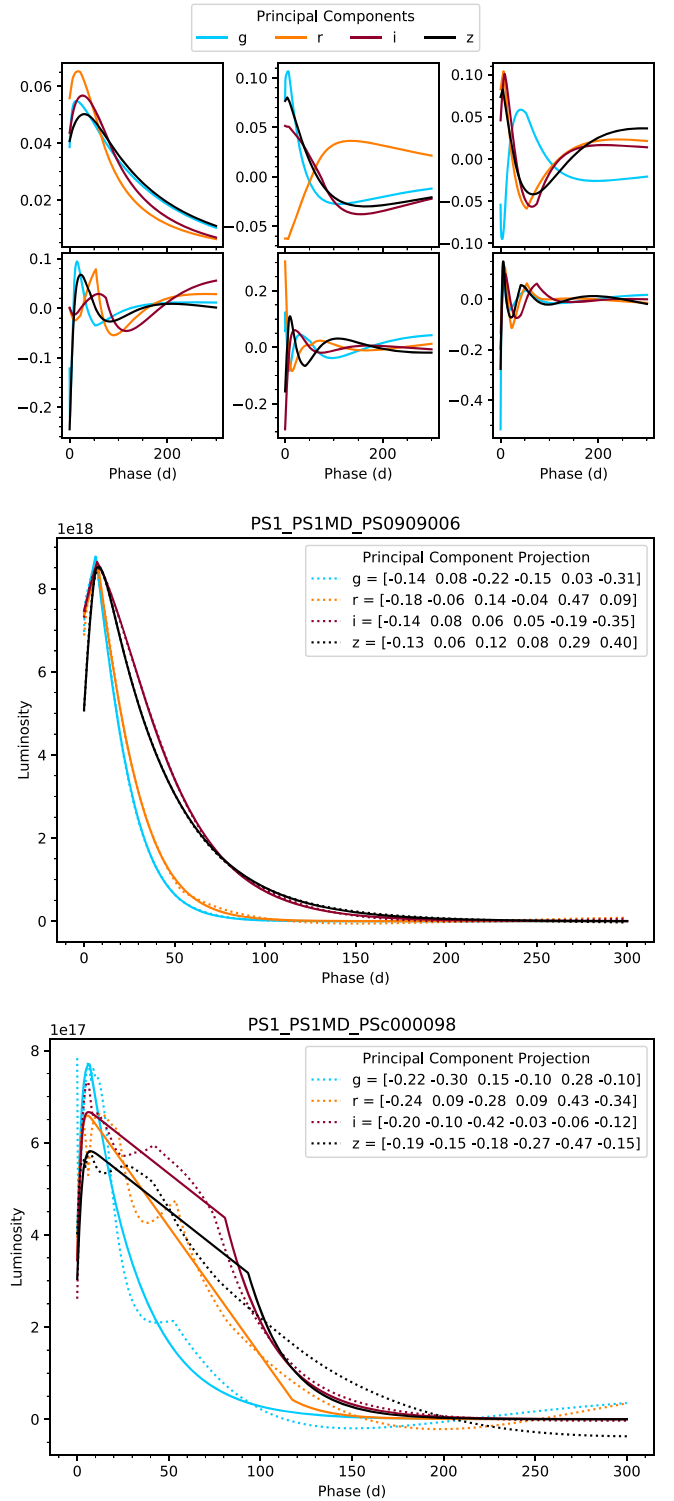 Principal Components
g r i z
0.06
0.04
0.02
0.10
0.05
0.00
−0.05
0.10
0.05
0.00
−0.05
−0.10
0.1
0.0
−0.1
−0.2
0 200
Phase (d)
0.2
0.0
−0.2
0 200
Phase (d)
0.0
−0.2
−0.4
0 200
Phase (d)
PS1_PS1MD_PS0909006
1e18
Principal Component Projection
g = [-0.14 0.08 -0.22 -0.15 0.03 -0.31]
r = [-0.18 -0.06 0.14 -0.04 0.47 0.09]
i = [-0.14 0.08 0.06 0.05 -0.19 -0.35]
z = [-0.13 0.06 0.12 0.08 0.29 0.40]
8
6
4
2
0
Luminosity
0 50 100 150 200 250 300
Phase (d)
PS1_PS1MD_PSc000098
1e17
Principal Component Projection
g = [-0.22 -0.30 0.15 -0.10 0.28 -0.10]
r = [-0.24 0.09 -0.28 0.09 0.43 -0.34]
i = [-0.20 -0.10 -0.42 -0.03 -0.06 -0.12]
z = [-0.19 -0.15 -0.18 -0.27 -0.47 -0.15]
8
6
4
2
0
Luminosity
0 50 100 150 200 250 300
Phase (d)